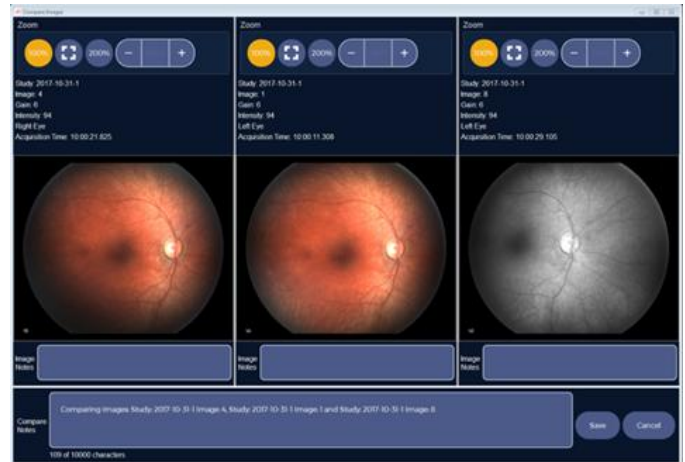 Compare Images
Zoom
100%
200%
−
+
Study: 2017-10-31-1
Image: 4
Gain: 6
Intensity: 94
Right Eye
Acquisition Time: 10:00:21.825
Image Notes
Zoom
100%
200%
−
+
Study: 2017-10-31-1
Image: 1
Gain: 6
Intensity: 94
Left Eye
Acquisition Time: 10:00:11.308
Image Notes
Zoom
100%
200%
−
+
Study: 2017-10-31-1
Image: 8
Gain: 6
Intensity: 94
Left Eye
Acquisition Time: 10:00:29.105
Image Notes
Compare Notes
Comparing images Study: 2017-10-31-1 Image: 4, Study: 2017-10-31-1 Image: 1 and Study: 2017-10-31-1 Image: 8
109 of 10000 characters
Save
Cancel